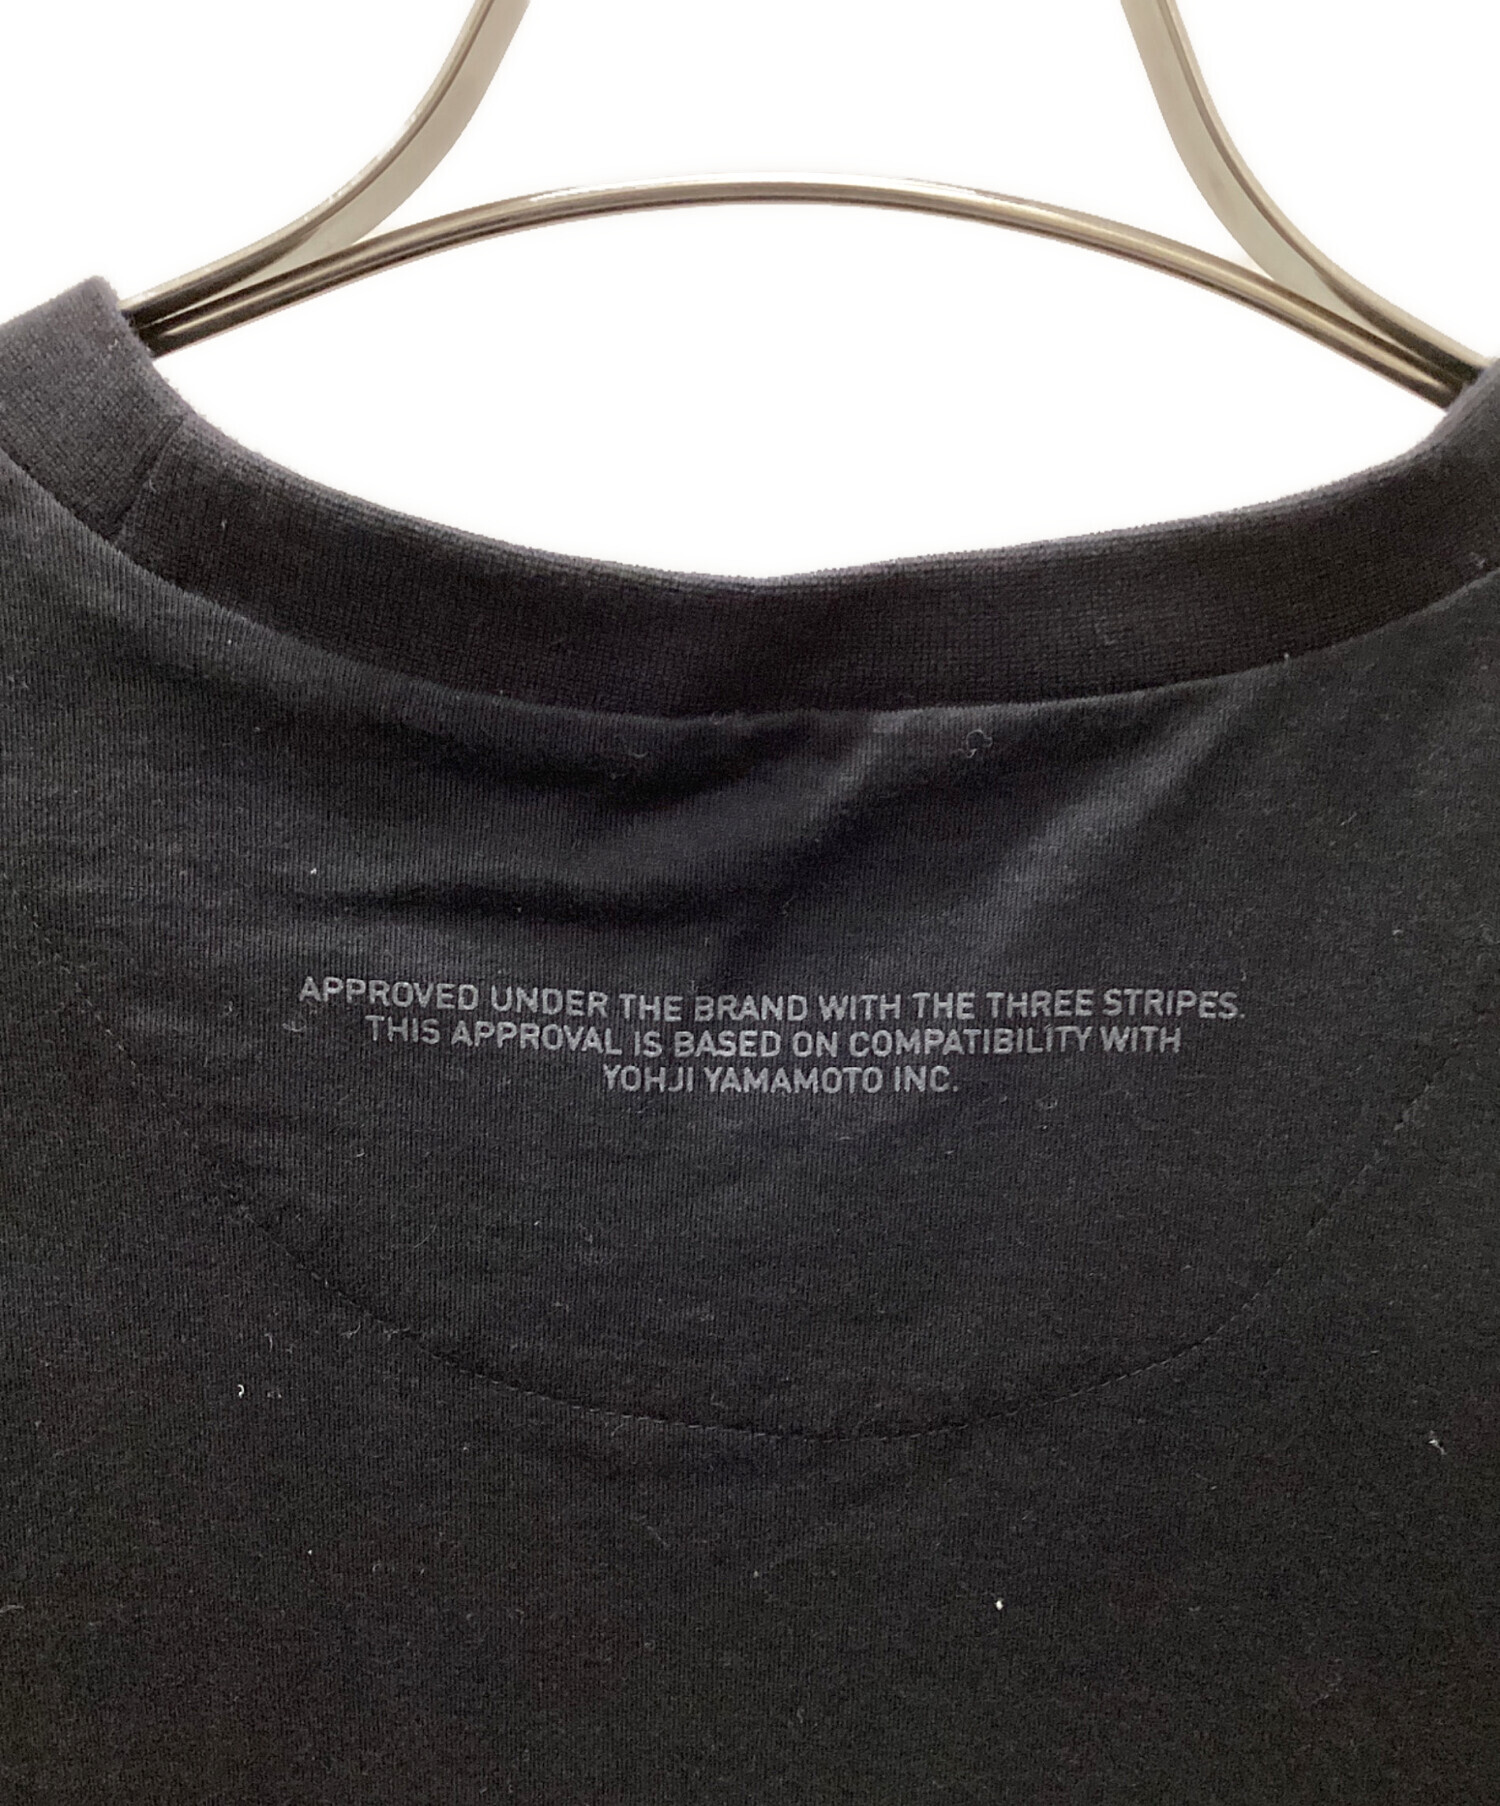 APPROVED UNDER THE BRAND WITH THE THREE STRIPES.
THIS APPROVAL IS BASED ON COMPATIBILITY WITH
YOHJI YAMAMOTO INC.